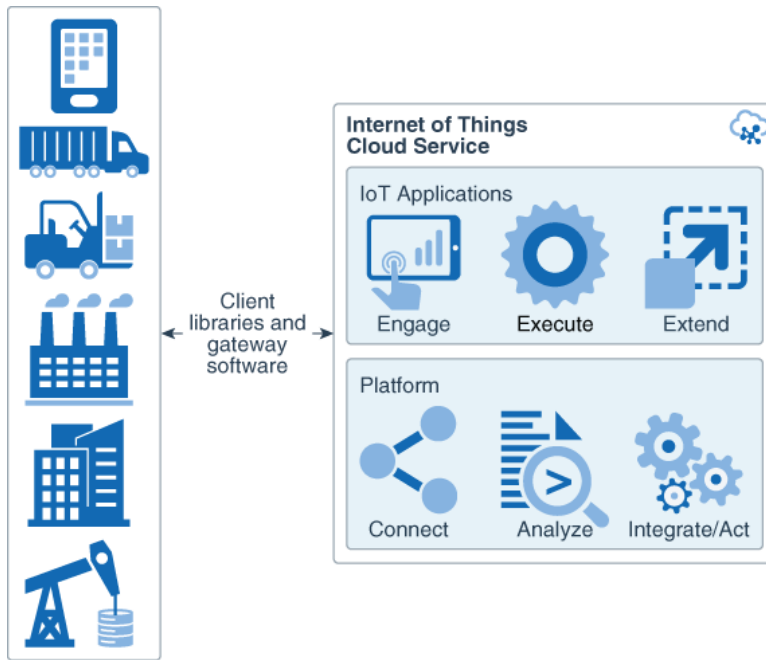 Internet of Things
Cloud Service
IoT Applications
Engage
Execute
Extend
Client
libraries and
gateway
software
Platform
Connect
Analyze
Integrate/Act